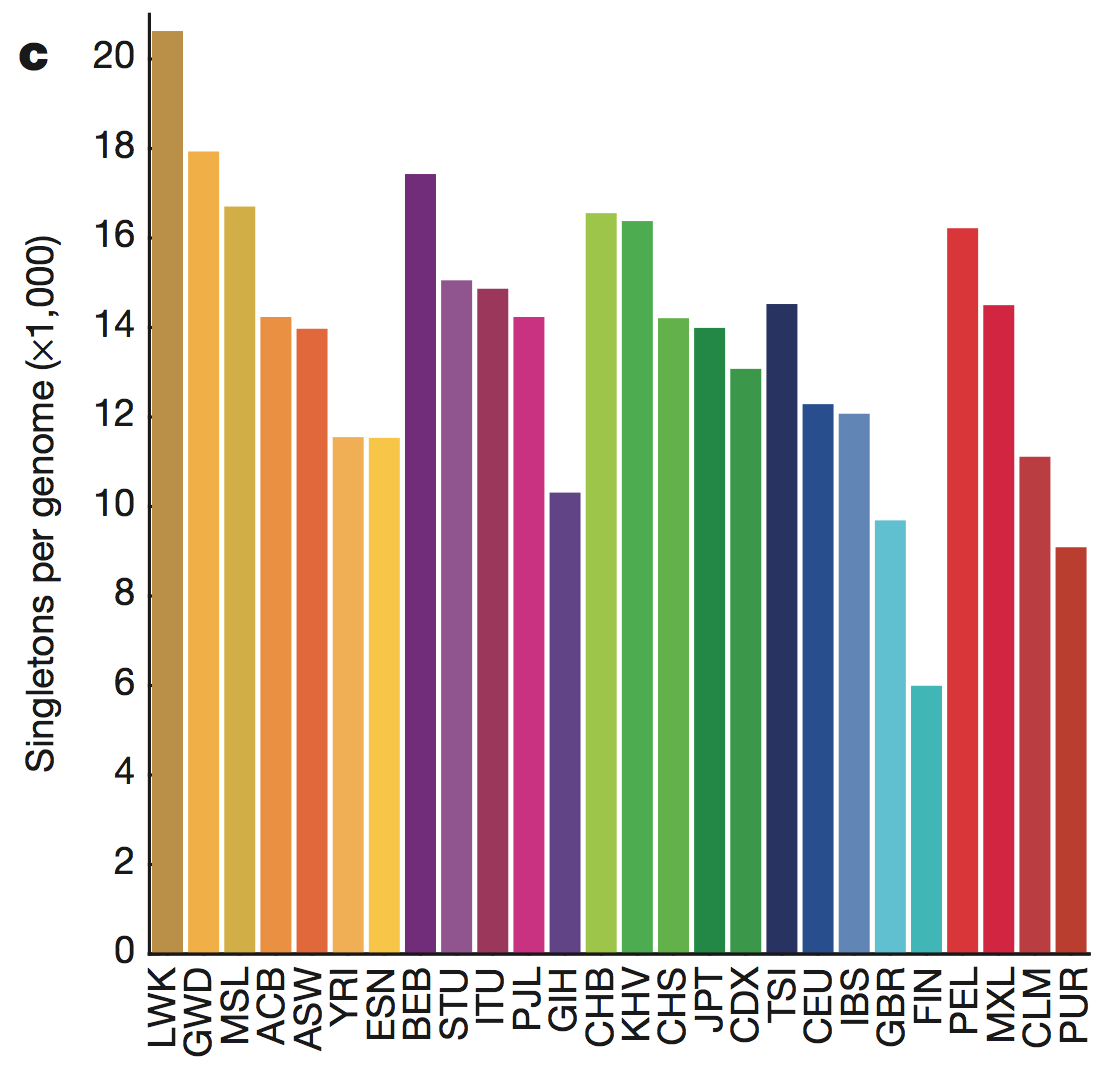 c
Singletons per genome (×1,000)
20
18
16
14
12
10
8
6
4
2
0
LWK
GWD
MSL
ACB
ASW
YRI
ESN
BEB
STU
ITU
PJL
GIH
CHB
KHV
CHS
JPT
CDX
TSI
CEU
IBS
GBR
FIN
PEL
MXL
CLM
PUR